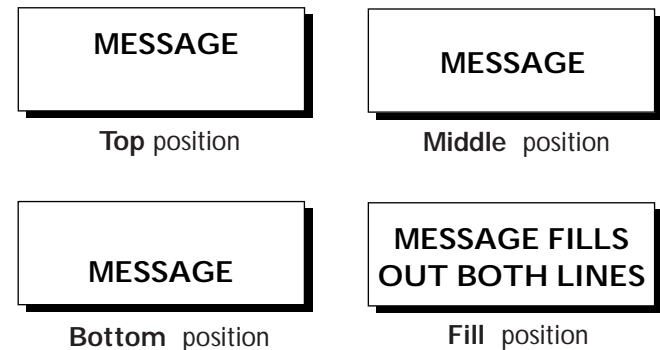 MESSAGE
Top position
MESSAGE
Middle position
MESSAGE
Bottom position
MESSAGE FILLS
OUT BOTH LINES
Fill position